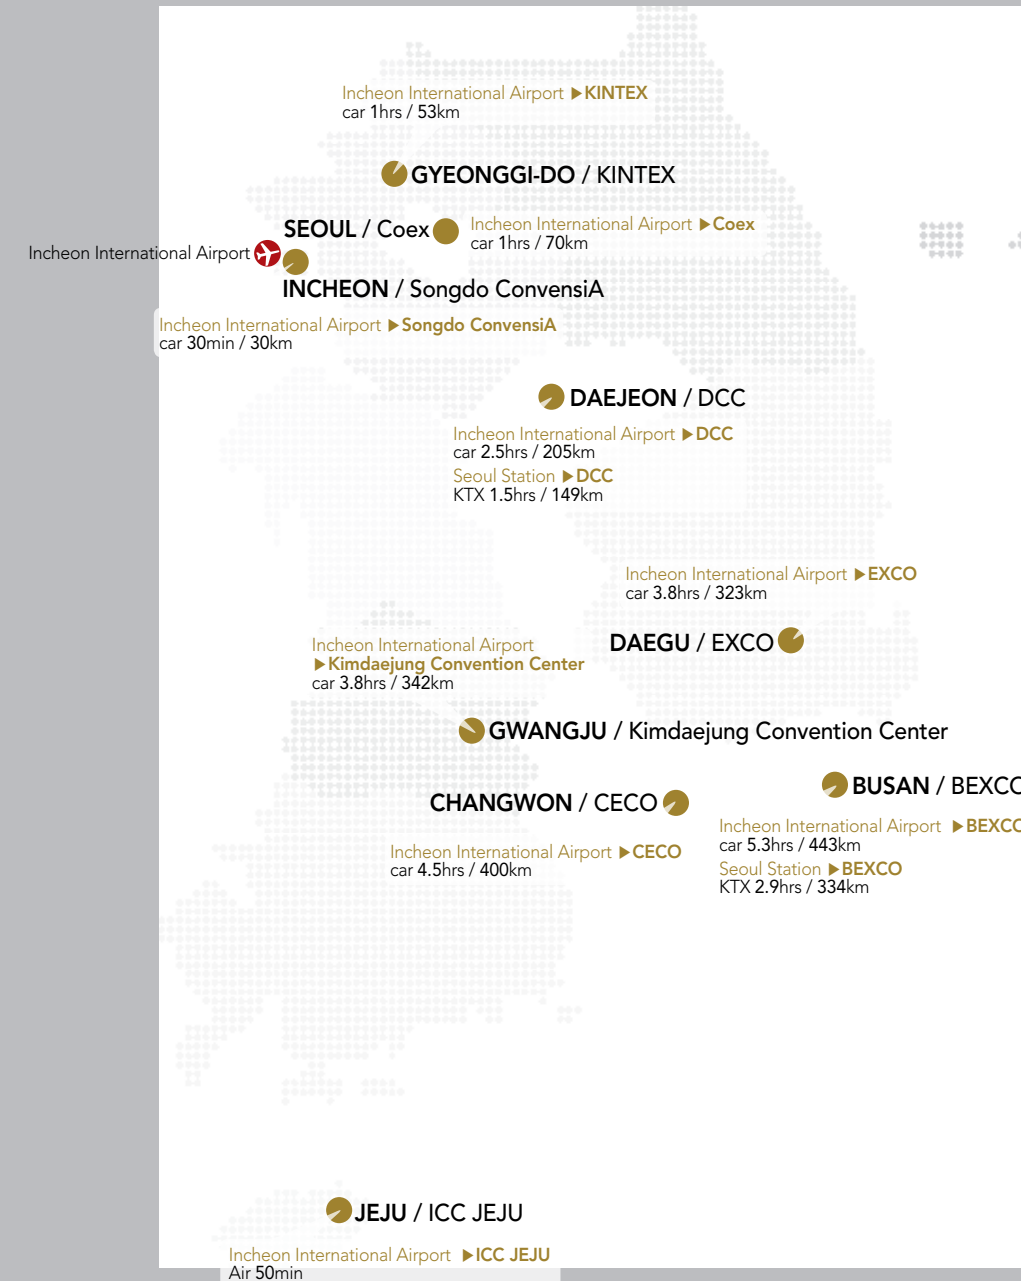 Incheon International Airport ▶KINTEX
car 1hrs / 53km
GYEONGGI-DO / KINTEX
SEOUL / Coex
Incheon International Airport ▶Coex
car 1hrs / 70km
Incheon International Airport
INCHEON / Songdo ConvensiA
Incheon International Airport ▶Songdo ConvensiA
car 30min / 30km
DAEJEON / DCC
Incheon International Airport ▶DCC
car 2.5hrs / 205km
Seoul Station ▶DCC
KTX 1.5hrs / 149km
Incheon International Airport ▶EXCO
car 3.8hrs / 323km
DAEGU / EXCO
Incheon International Airport
▶Kimdaejung Convention Center
car 3.8hrs / 342km
GWANGJU / Kimdaejung Convention Center
CHANGWON / CECO
Incheon International Airport ▶CECO
car 4.5hrs / 400km
BUSAN / BEXCO
Incheon International Airport ▶BEXCO
car 5.3hrs / 443km
Seoul Station ▶BEXCO
KTX 2.9hrs / 334km
JEJU / ICC JEJU
Incheon International Airport ▶ICC JEJU
Air 50min